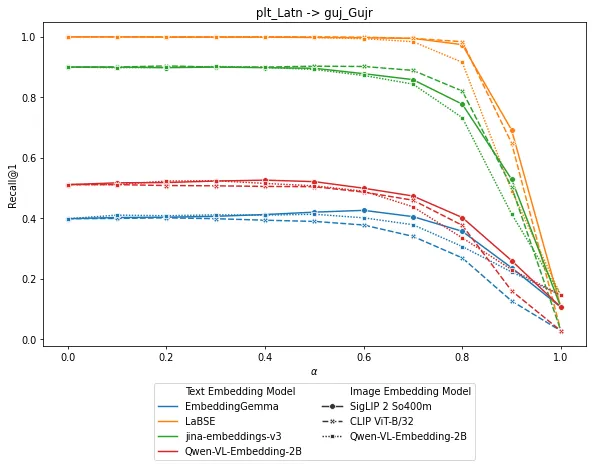 plt_Latn -> guj_Gujr
1.0
0.8
0.6
0.4
0.2
0.0
Recall@1
0.0 0.2 0.4 0.6 0.8 1.0
α
Text Embedding Model
EmbeddingGemma
LaBSE
jina-embeddings-v3
Qwen-VL-Embedding-2B
Image Embedding Model
SigLIP 2 So400m
CLIP ViT-B/32
Qwen-VL-Embedding-2B